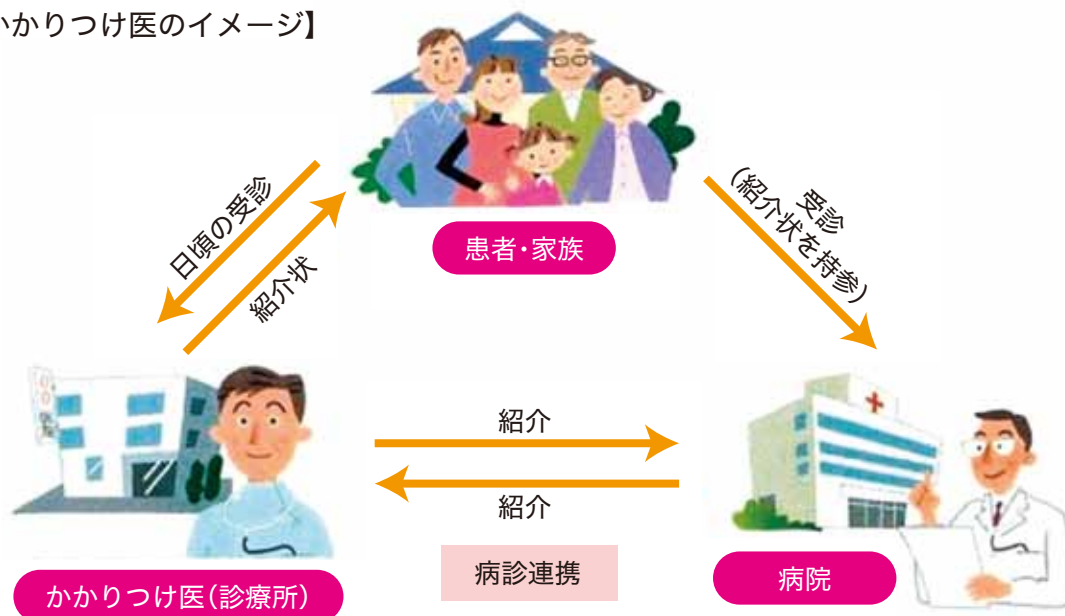 かかりつけ医のイメージ】
日頃の受診
紹介状
患者・家族
受診
(紹介状を持参)
紹介
紹介
病診連携
かかりつけ医(診療所)
病院